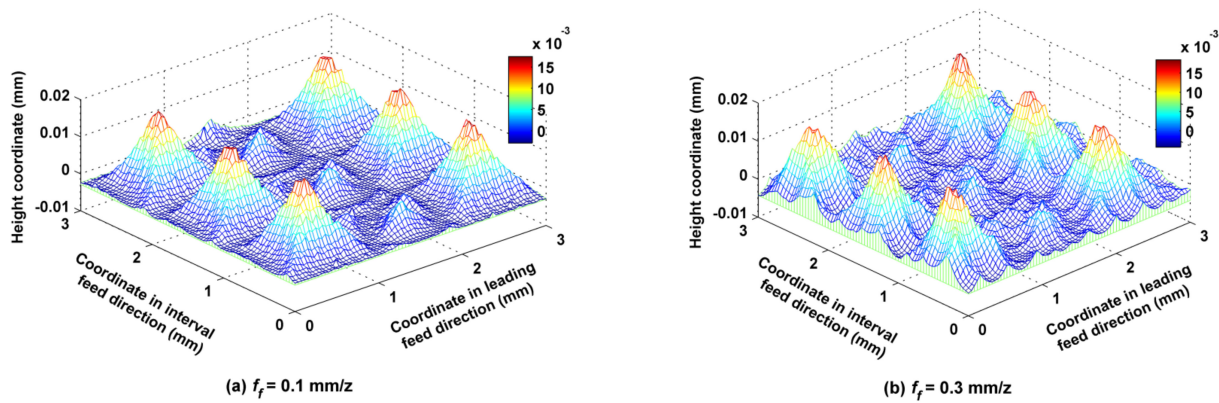 x 10 -3
15
10
5
0
Height coordinate (mm)
0.02
0.01
0
-0.01
3
2
1
0
Coordinate in interval
feed direction (mm)
0
1
2
3
Coordinate in leading
feed direction (mm)
(a) ff = 0.1 mm/z
x 10 -3
15
10
5
0
Height coordinate (mm)
0.02
0.01
0
-0.01
3
2
1
0
Coordinate in interval
feed direction (mm)
0
1
2
3
Coordinate in leading
feed direction (mm)
(b) ff = 0.3 mm/z